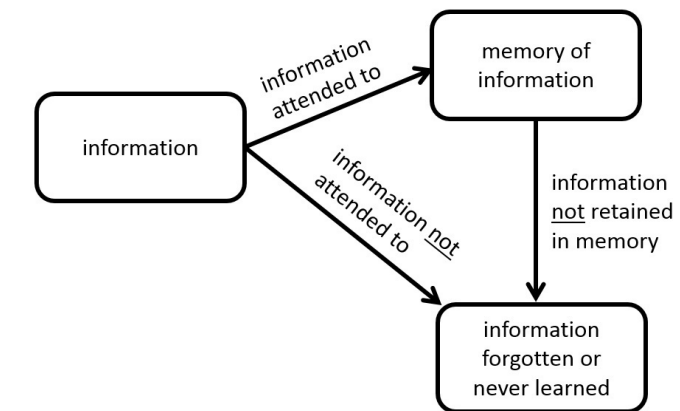 information
information
attended to
memory of
information
information not
attended to
information
not retained
in memory
information
forgotten or
never learned